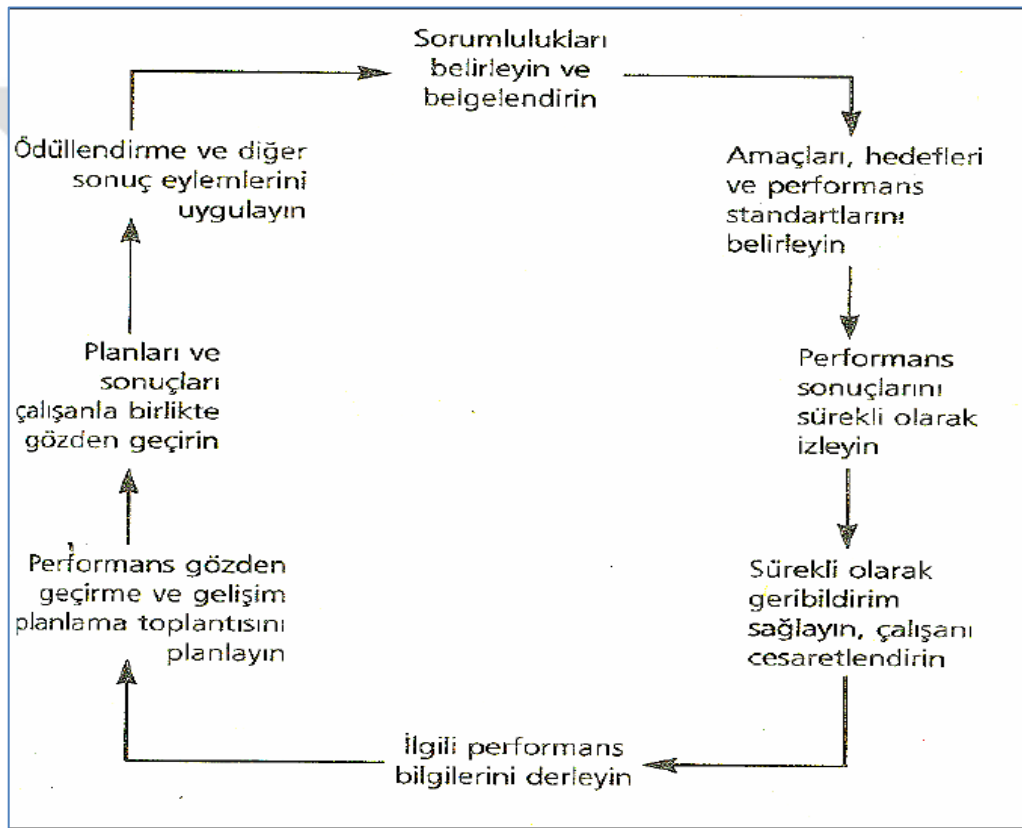 Sorumlulukları
belirleyin ve
belgelendirin
Amaçları, hedefleri
ve performans
standartlarını
belirleyin
Performans
sonuçlarını
sürekli olarak
izleyin
Sürekli olarak
geribildirim
sağlayın, çalışanı
cesaretlendirin
İlgili performans
bilgilerini derleyin
Performans gözden
geçirme ve gelişim
planlama toplantısını
planlayın
Planları ve
sonuçları
çalışanla birlikte
gözden geçirin
Ödüllendirme ve diğer
sonuç eylemlerini
uygulayın